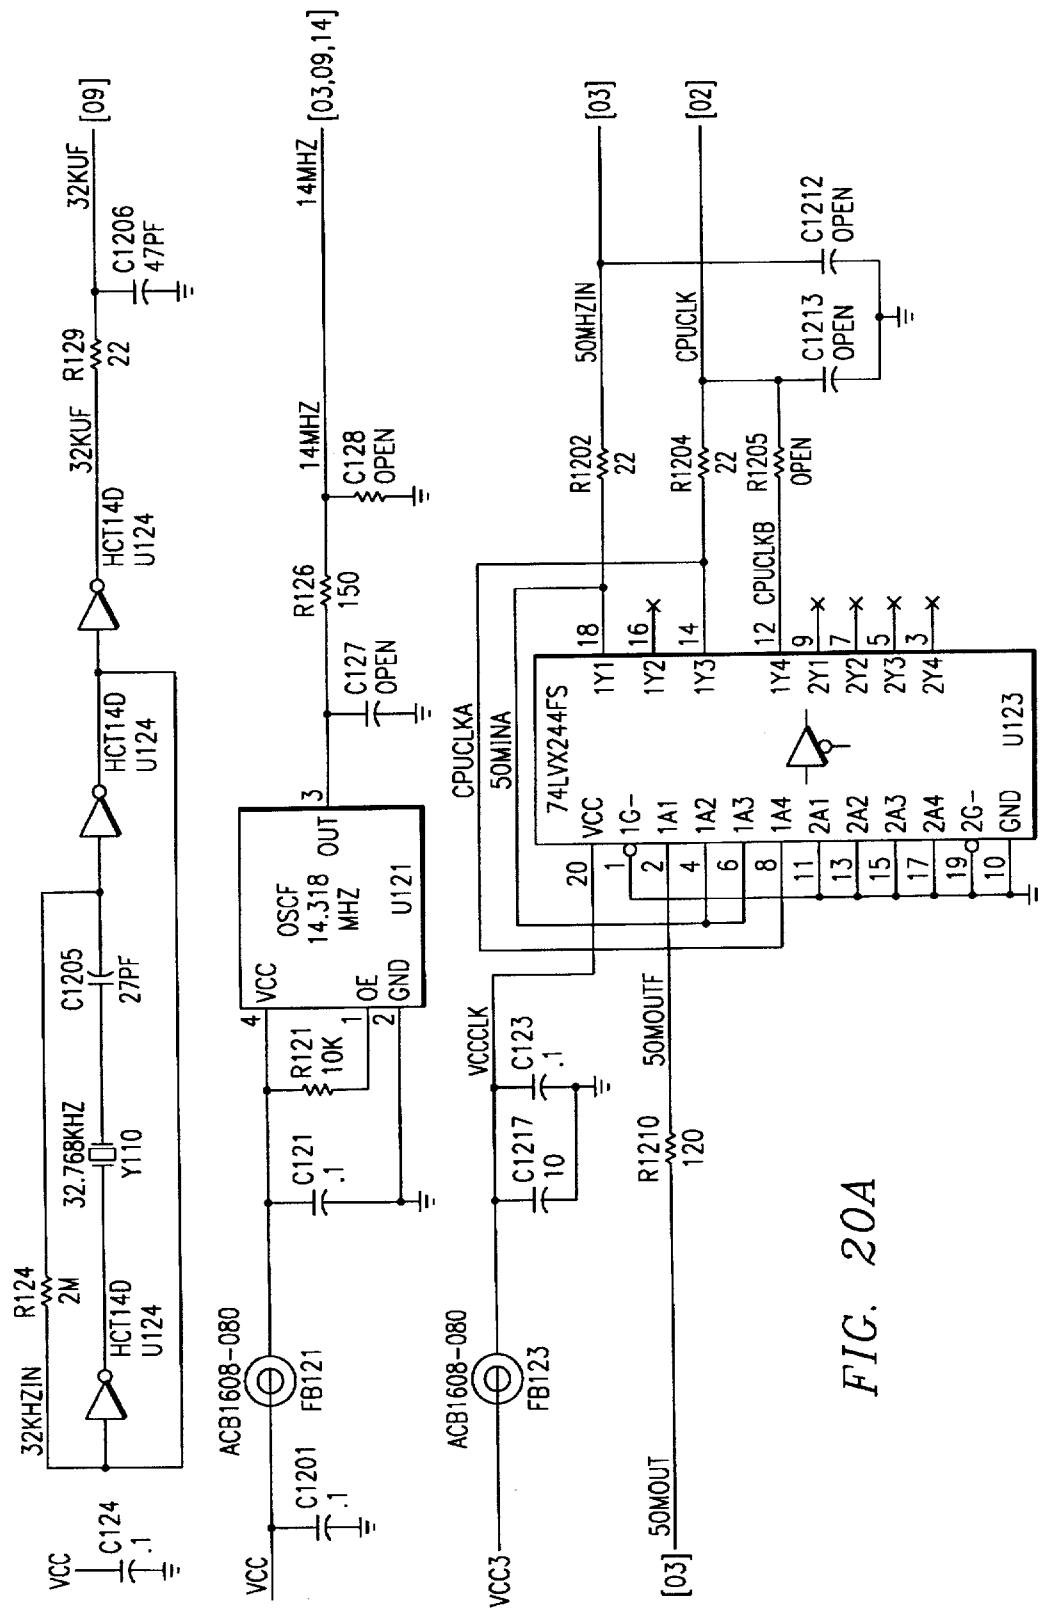 VCC
C124
.1
32KHZIN
R124
2M
HCT14D
U124
32.768KHZ
Y110
C1205
27PF
HCT14D
U124
HCT14D
U124
32KUF
R129
22
C1206
47PF
32KUF
[09]
VCC
C1201
.1
ACB1608-080
FB121
C121
.1
R121
10K
4
1
2
VCC
OE
GND
OSCF
14.318
MHZ
OUT
U121
3
C127
OPEN
R126
150
14MHZ
C128
OPEN
14MHZ
[03,09,14]
VCC3
ACB1608-080
FB123
C1217
10
VCCCLK
C123
.1
[03]
50MOUT
R1210
120
50MOUTF
CPUCLKA
50MINA
74LVX244FS
20 VCC
1 1G-
2 1A1
4 1A2
6 1A3
8 1A4
11 2A1
13 2A2
15 2A3
17 2A4
19 2G-
10 GND
1Y1 18
1Y2 16
1Y3 14
1Y4 12
2Y1 9
2Y2 7
2Y3 5
2Y4 3
U123
CPUCLKB
R1202
22
R1204
22
R1205
OPEN
50MHZIN
CPUCLK
C1213
OPEN
C1212
OPEN
[03]
[02]
FIG. 20A